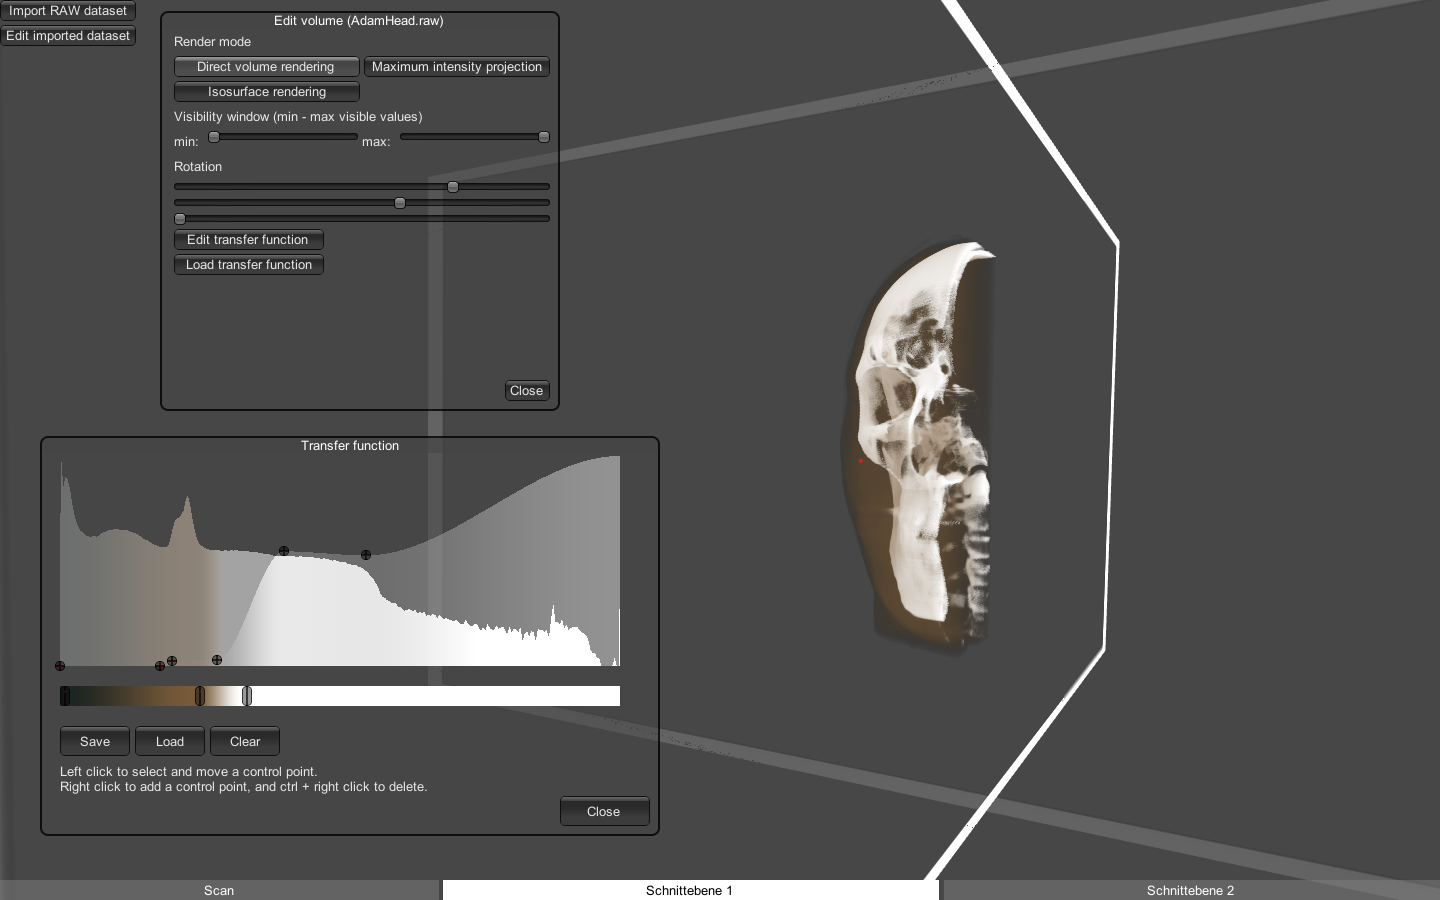 Import RAW dataset
Edit imported dataset
Edit volume (AdamHead.raw)
Render mode
Direct volume rendering
Maximum intensity projection
Isosurface rendering
Visibility window (min - max visible values)
min:
max:
Rotation
Edit transfer function
Load transfer function
Close
Transfer function
Save
Load
Clear
Left click to select and move a control point.
Right click to add a control point, and ctrl + right click to delete.
Close
Scan
Schnittebene 1
Schnittebene 2